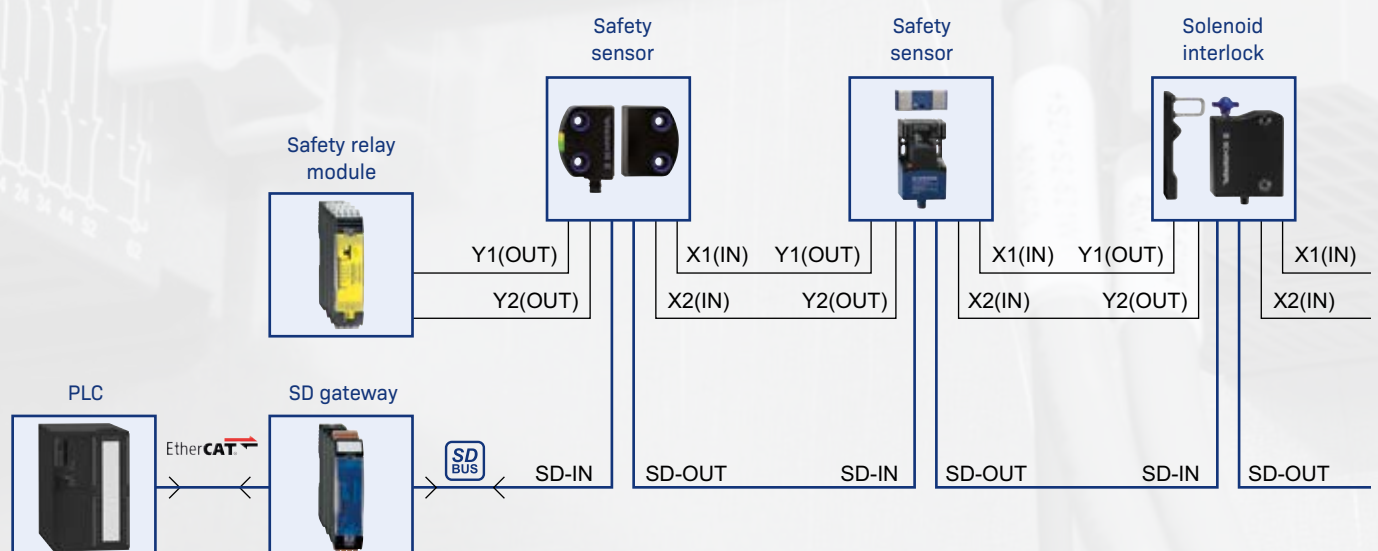 Safety
sensor
Safety
sensor
Solenoid
interlock
Safety relay
module
Y1(OUT)
X1(IN)
Y1(OUT)
X1(IN)
Y1(OUT)
X1(IN)
Y2(OUT)
X2(IN)
Y2(OUT)
X2(IN)
Y2(OUT)
X2(IN)
PLC
SD gateway
EtherCAT
SD
BUS
SD-IN
SD-OUT
SD-IN
SD-OUT
SD-IN
SD-OUT